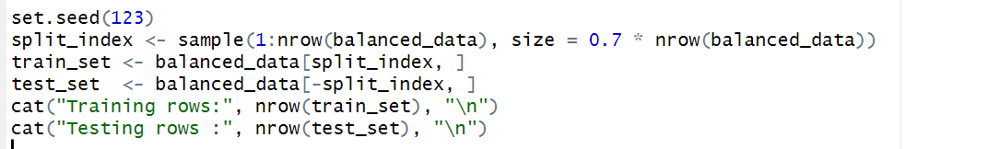 set.seed(123)
split_index <- sample(1:nrow(balanced_data), size = 0.7 * nrow(balanced_data))
train_set <- balanced_data[split_index, ]
test_set  <- balanced_data[-split_index, ]
cat("Training rows:", nrow(train_set), "\n")
cat("Testing rows :", nrow(test_set), "\n")